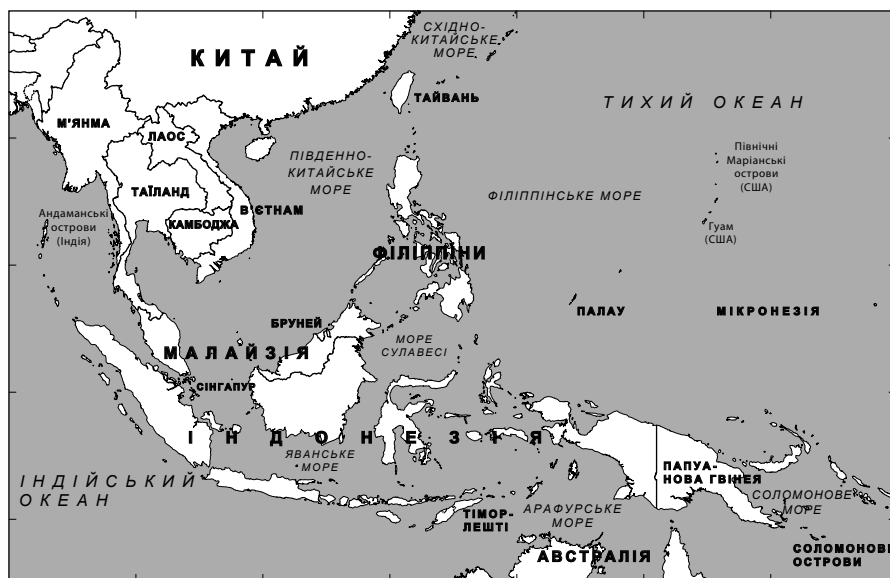 СХІДНО-
КИТАЙСЬКЕ
МОРЕ
КИТАЙ
ТАЙВАНЬ
ТИХИЙ ОКЕАН
М'ЯНМА
ЛАОС
ПІВДЕННО-
КИТАЙСЬКЕ
МОРЕ
Північні
Маріанські
острови
(США)
ТАЇЛАНД
ФІЛІППІНСЬКЕ МОРЕ
В'ЄТНАМ
Андаманські
острови
(Індія)
КАМБОДЖА
Гуам
(США)
ФІЛІППІНИ
ПАЛАУ
МІКРОНЕЗІЯ
БРУНЕЙ
МОРЕ
СУЛАВЕСІ
МАЛАЙЗІЯ
СІНГАПУР
ІНДОНЕЗІЯ
ЯВАНСЬКЕ
МОРЕ
ПАПУА-
НОВА ГВІНЕЯ
ІНДІЙСЬКИЙ
ОКЕАН
СОЛОМОНОВЕ
МОРЕ
ТІМОР-
ЛЕШТІ
АРАФУРСЬКЕ
МОРЕ
АВСТРАЛІЯ
СОЛОМОНОВІ
ОСТРОВИ